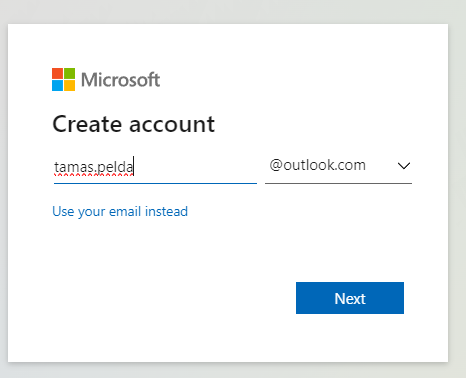 Microsoft
Create account
tamas.pelda @outlook.com
Use your email instead
Next